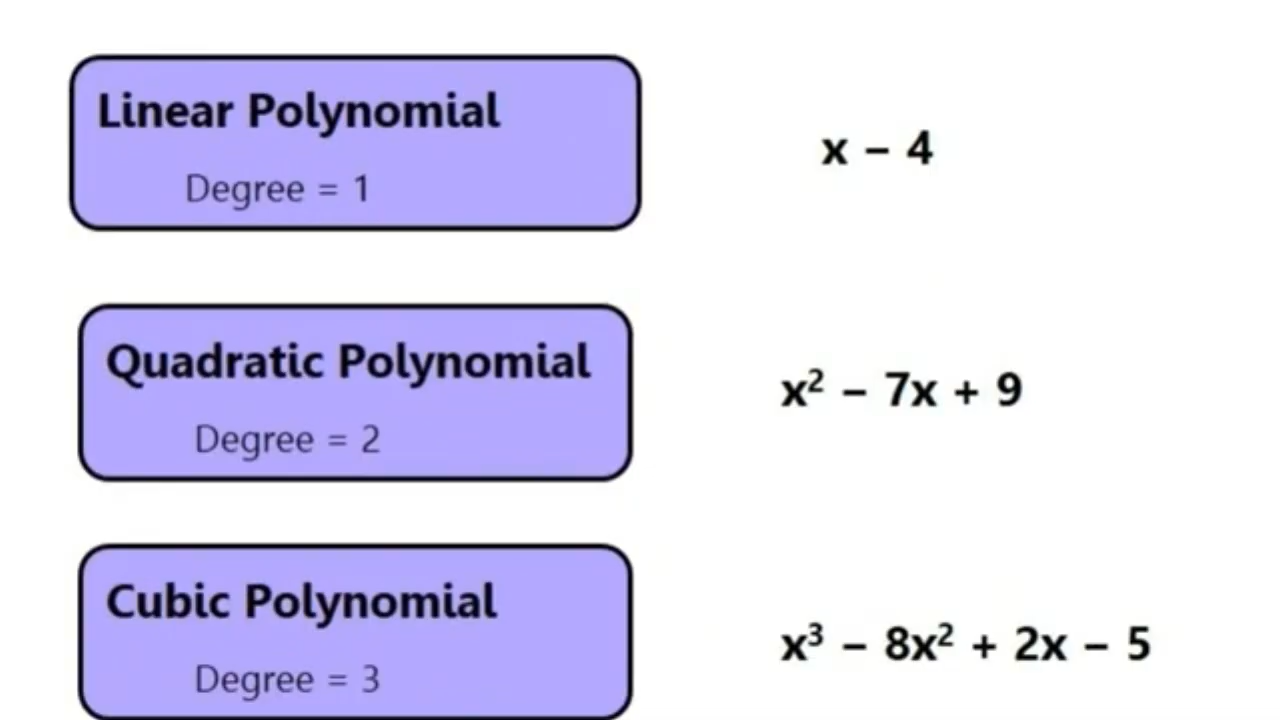 Linear Polynomial
Degree = 1
x − 4
Quadratic Polynomial
Degree = 2
x² − 7x + 9
Cubic Polynomial
Degree = 3
x³ − 8x² + 2x − 5